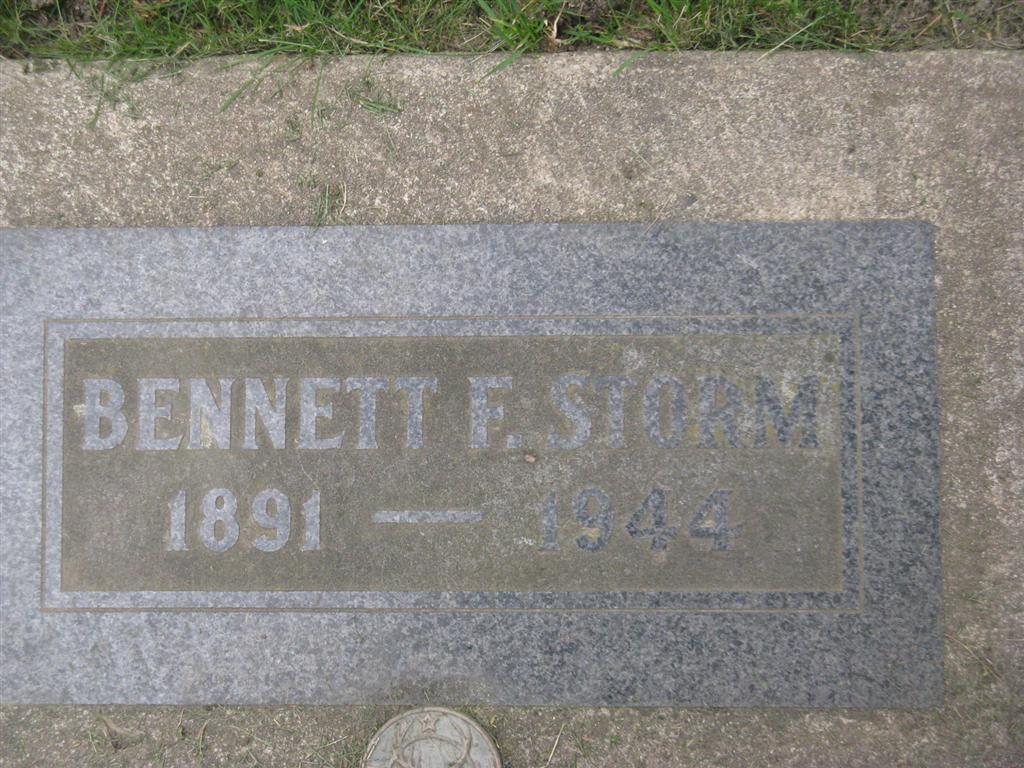 BENNETT F. STORM
1891 — 1944